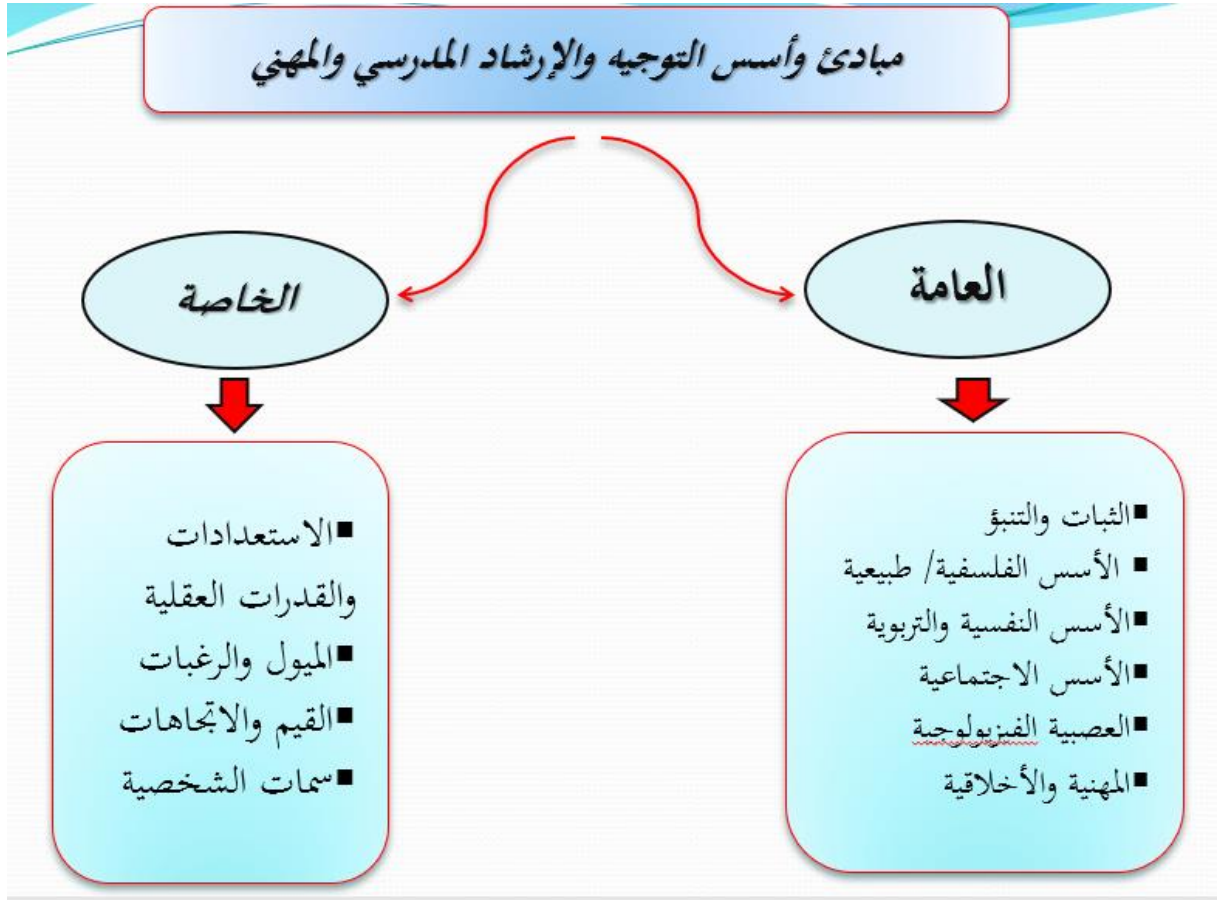 مبادئ وأسس التوجيه والإرشاد المدرسي والمهني
العامة
■الثبات والتنبؤ
■ الأسس الفلسفية/ طبيعية
■الأسس النفسية والتربوية
■الأسس الاجتماعية
■العصبية الفيزيولوجية
■المهنية والأخلاقية
الخاصة
■الاستعدادات
والقدرات العقلية
■الميول والرغبات
■القيم والاتجاهات
■سمات الشخصية